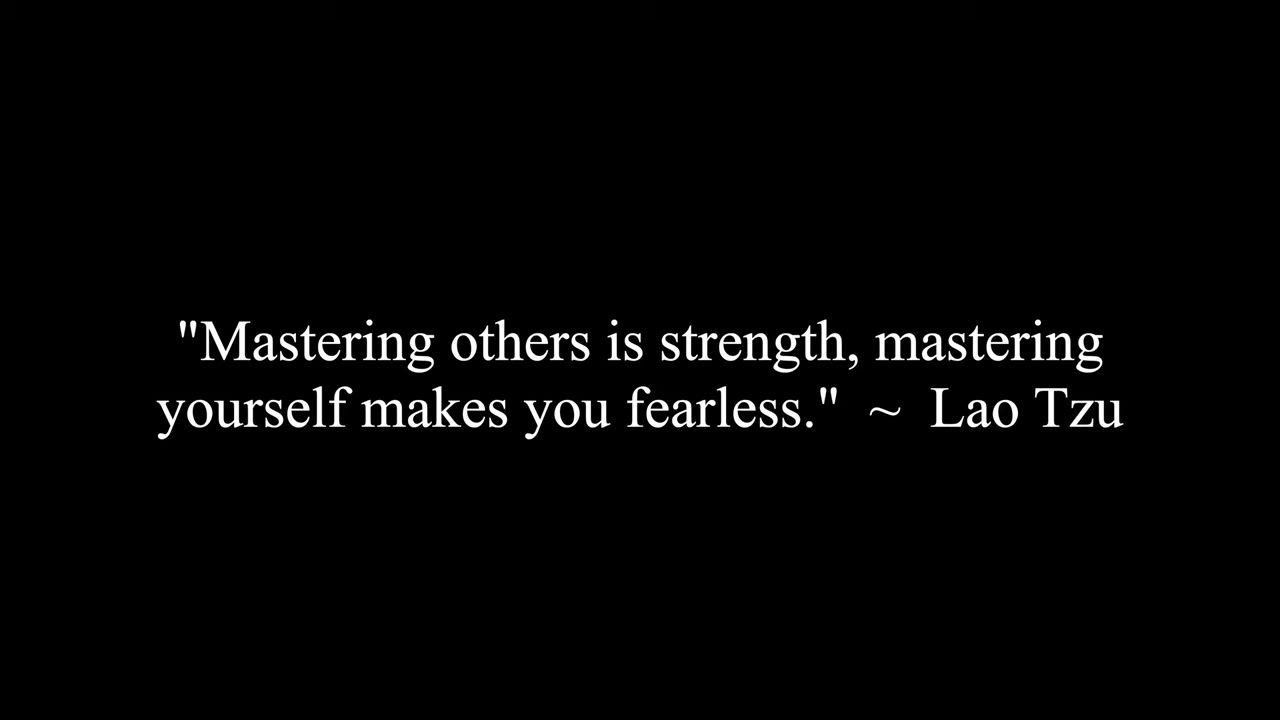 "Mastering others is strength, mastering
yourself makes you fearless."  ~  Lao Tzu